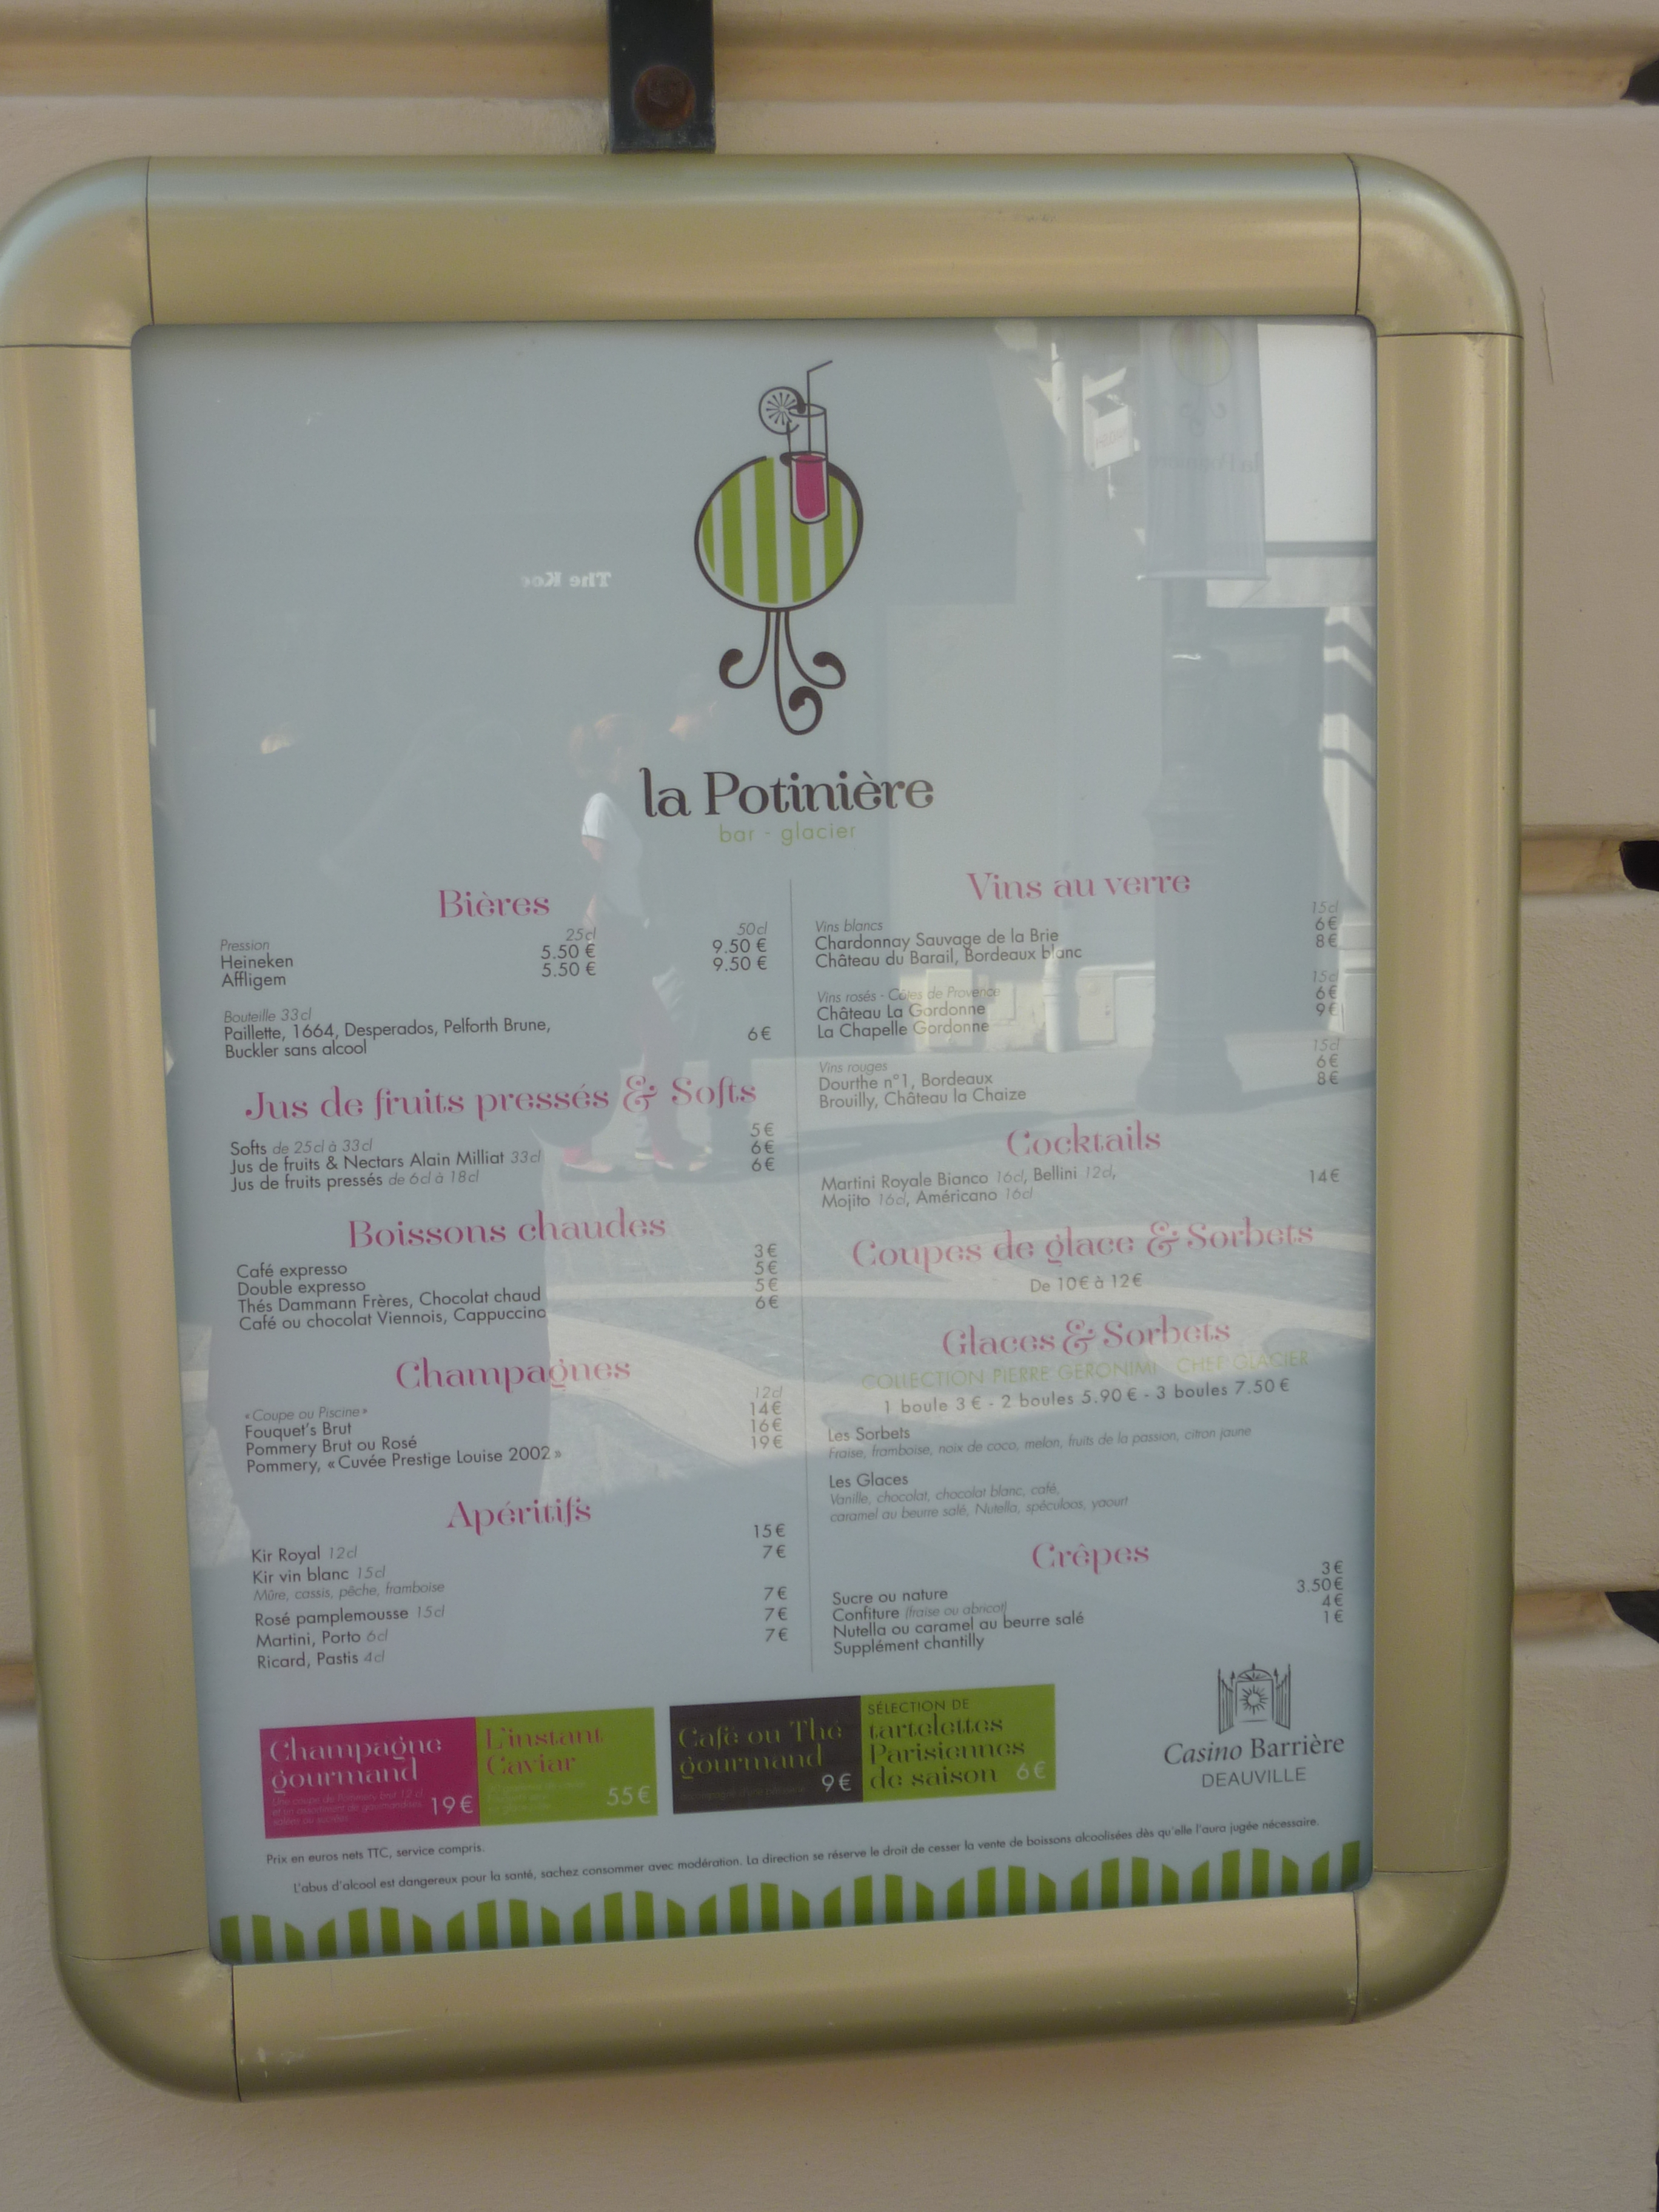 la Potinière
bar - glacier
Bières
25cl 50cl
Pression
Heineken 5.50 € 9.50 €
Affligem 5.50 € 9.50 €
Bouteille 33cl
Paillette, 1664, Desperados, Pelforth Brune, 6€
Buckler sans alcool
Jus de fruits pressés & Softs
Softs de 25cl à 33cl 5€
Jus de fruits & Nectars Alain Milliat 33cl 6€
Jus de fruits pressés de 6cl à 18cl 6€
Boissons chaudes
Café expresso 3€
Double expresso 5€
Thés Dammann Frères, Chocolat chaud 5€
Café ou chocolat Viennois, Cappuccino 6€
Champagnes
« Coupe ou Piscine » 12cl
Fouquet's Brut 14€
Pommery Brut ou Rosé 16€
Pommery, « Cuvée Prestige Louise 2002 » 19€
Apéritifs
Kir Royal 12cl 15€
Kir vin blanc 15cl 7€
Mûre, cassis, pêche, framboise
Rosé pamplemousse 15cl 7€
Martini, Porto 6cl 7€
Ricard, Pastis 4cl 7€
Vins au verre
Vins blancs 15cl
Chardonnay Sauvage de la Brie 6€
Château du Barail, Bordeaux blanc 8€
Vins rosés - Côtes de Provence 15cl
Château La Gordonne 6€
La Chapelle Gordonne 9€
Vins rouges 15cl
Dourthe n°1, Bordeaux 6€
Brouilly, Château la Chaize 8€
Cocktails
Martini Royale Bianco 16cl, Bellini 12cl, 14€
Mojito 16cl, Américano 16cl
Coupes de glace & Sorbets
De 10€ à 12€
Glaces & Sorbets
COLLECTION PIERRE GERONIMI CHEF GLACIER
1 boule 3 € - 2 boules 5.90 € - 3 boules 7.50 €
Les Sorbets
Fraise, framboise, noix de coco, melon, fruits de la passion, citron jaune
Les Glaces
Vanille, chocolat, chocolat blanc, café,
caramel au beurre salé, Nutella, spéculoos, yaourt
Crêpes
Sucre ou nature 3€
Confiture (fraise ou abricot) 3.50€
Nutella ou caramel au beurre salé 4€
Supplément chantilly 1€
Champagne
gourmand
Une coupe de Pommery brut 12 cl
et un assortiment de gourmandises
salées ou sucrées
19€
L'instant
Caviar
55€
Café ou Thé
gourmand
9€
SÉLECTION DE
tartelettes
Parisiennes
de saison 6€
Casino Barrière
DEAUVILLE
Prix en euros nets TTC, service compris.
L'abus d'alcool est dangereux pour la santé, sachez consommer avec modération. La direction se réserve le droit de cesser la vente de boissons alcoolisées dès qu'elle l'aura jugée nécessaire.